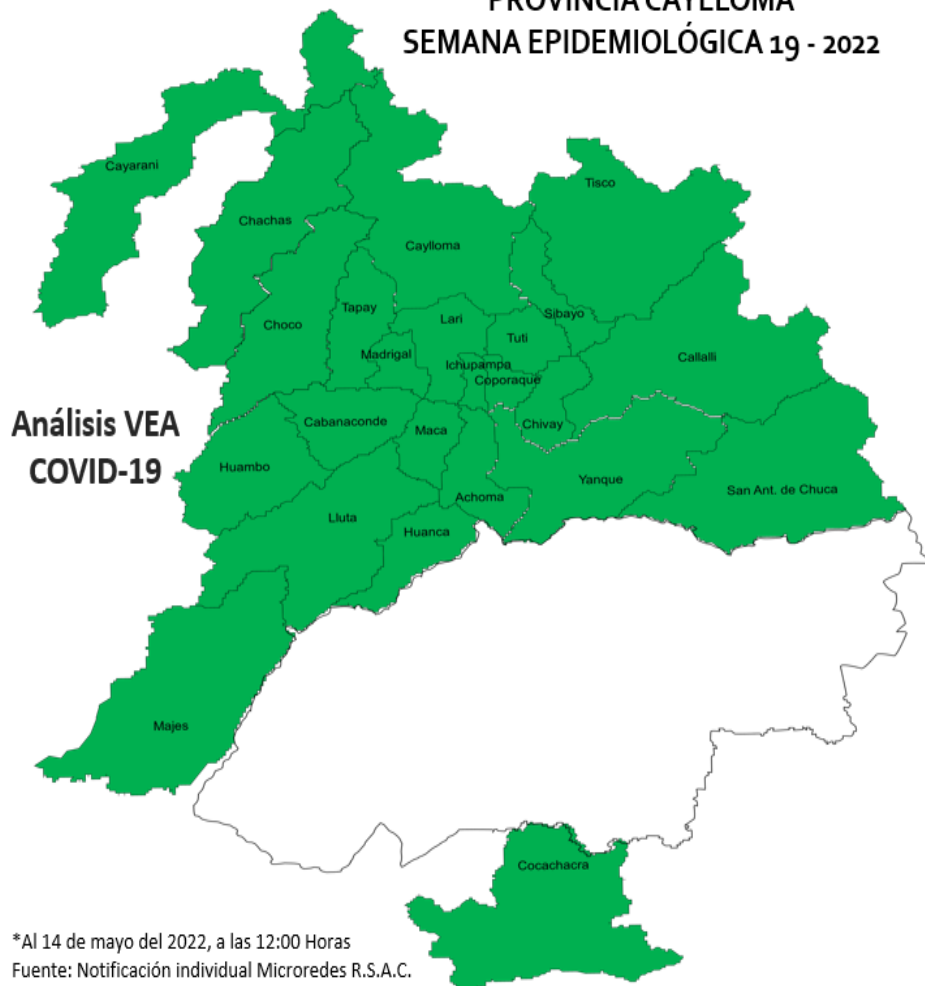 PROVINCIA CAYLLOMA
SEMANA EPIDEMIOLÓGICA 19 - 2022
Cayarani
Tisco
Chachas
Caylloma
Tapay
Lari
Sibayo
Choco
Tuti
Madrigal
Callalli
Ichupampa
Coporaque
Análisis VEA
COVID-19
Cabanaconde
Maca
Chivay
Huambo
Yanque
San Ant. de Chuca
Achoma
Lluta
Huanca
Majes
Cocachacra
*Al 14 de mayo del 2022, a las 12:00 Horas
Fuente: Notificación individual Microredes R.S.A.C.